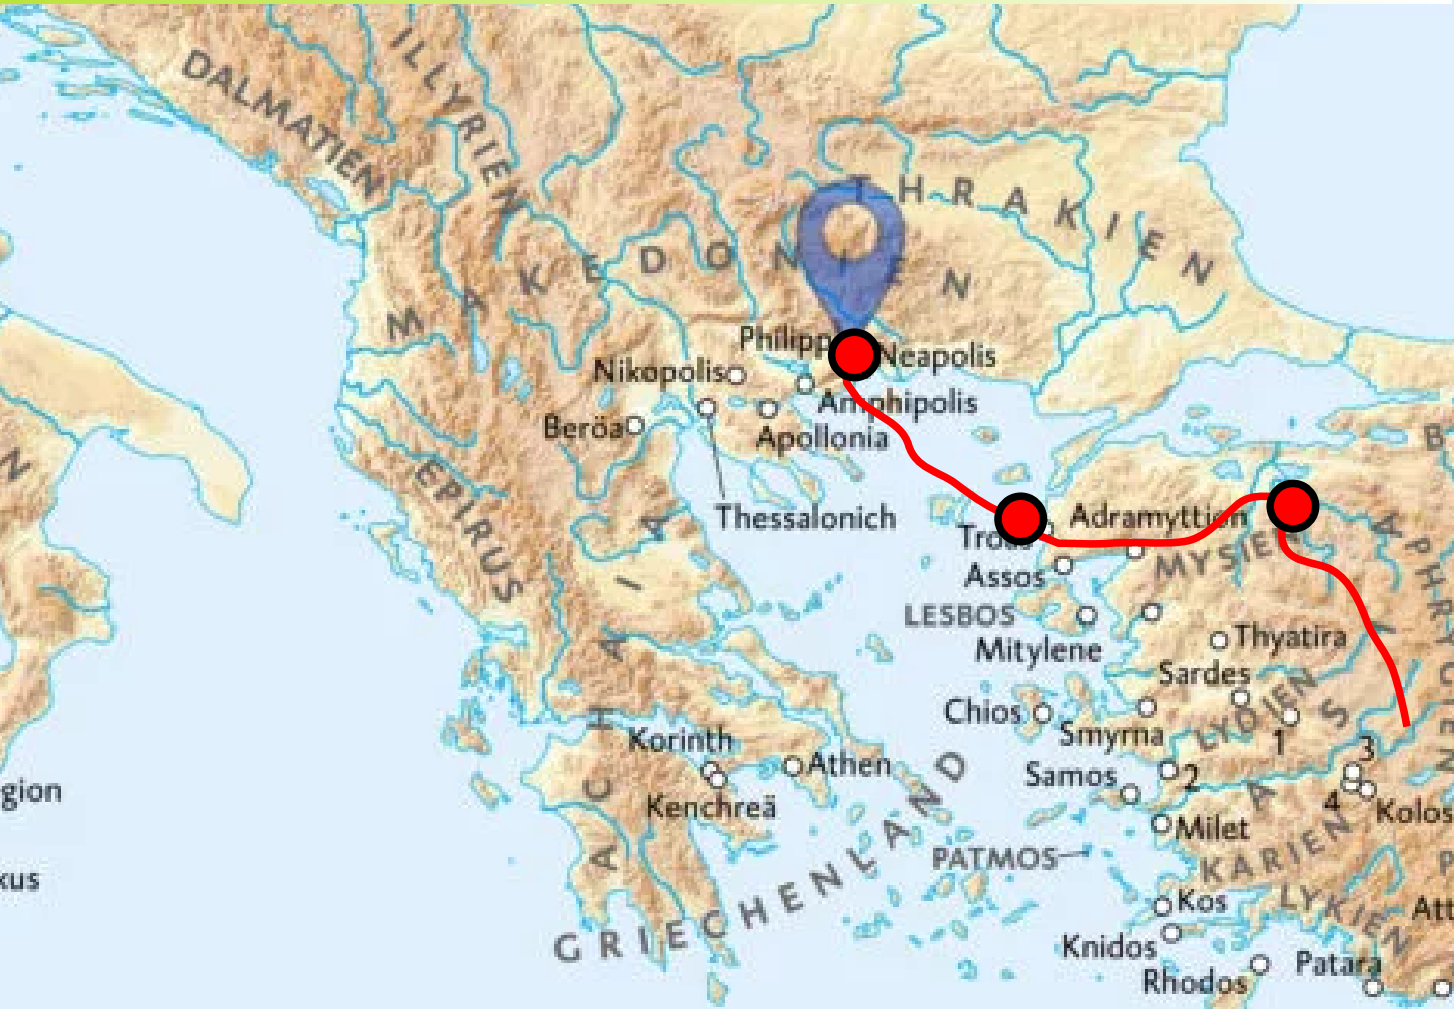 DALMATIEN
ILLYRIEN
THRAKIEN
MAKEDONIEN
Philipp
Neapolis
Nikopolis
Amphipolis
Beröa
Apollonia
EPIRUS
Thessalonich
Adramyttion
Troas
MYSIEN
Assos
LESBOS
Mitylene
Thyatira
Sardes
Chios
LYDIEN
Smyrna
1
Korinth
Athen
Samos
2
3
4
Kolos
Kenchreä
Milet
ACHAIA
GRIECHENLAND
PATMOS
KARIEN
gion
kus
Kos
LYKIEN
Att
Knidos
Rhodos
Patara